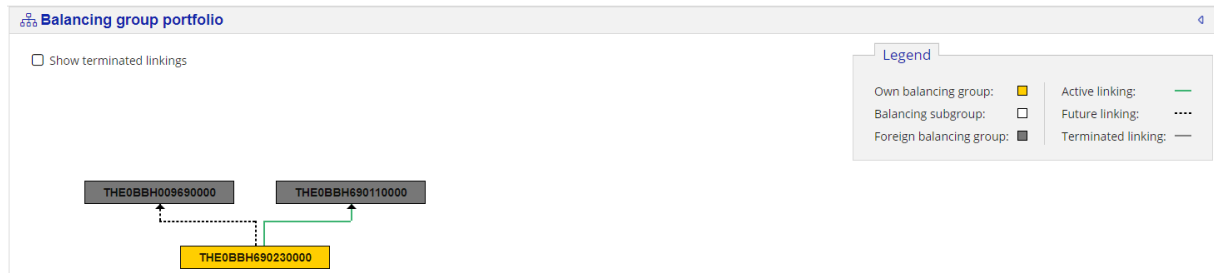 Balancing group portfolio
Show terminated linkings
Legend
Own balancing group:
Active linking:
Balancing subgroup:
Future linking:
Foreign balancing group:
Terminated linking:
THE0BBH009690000
THE0BBH690110000
THE0BBH690230000